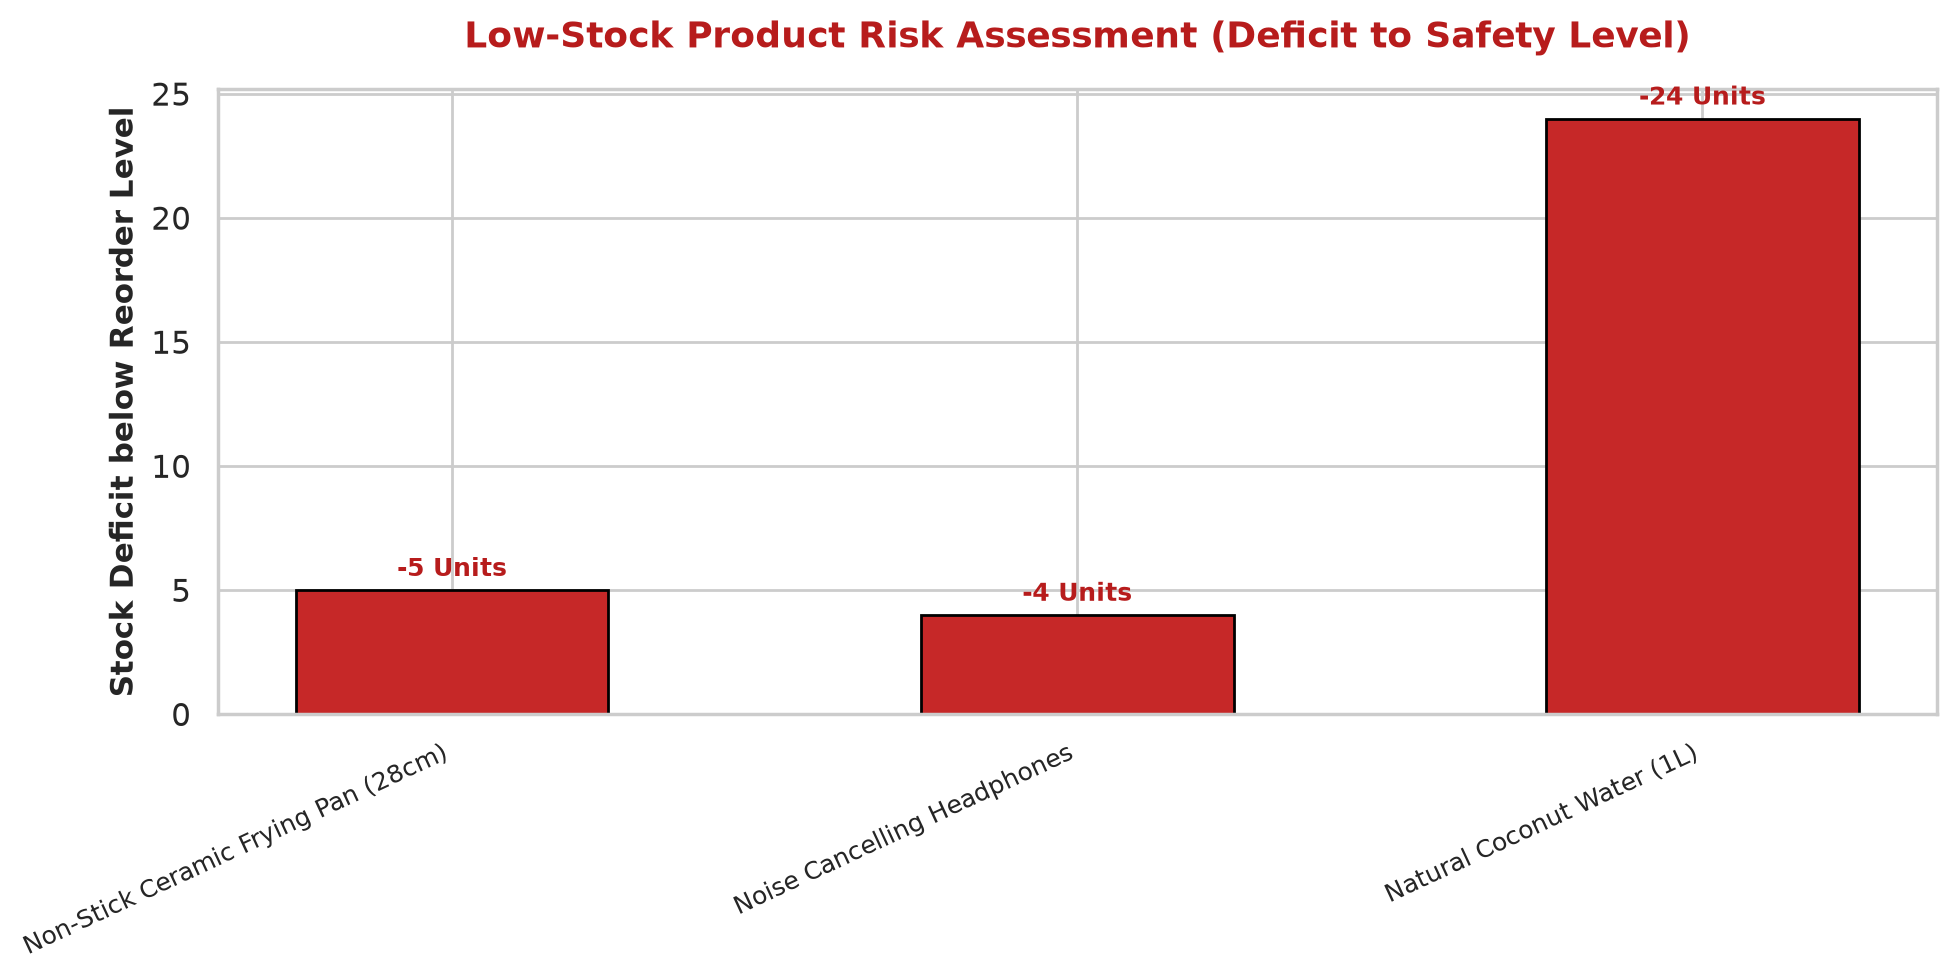 Low-Stock Product Risk Assessment (Deficit to Safety Level)
Stock Deficit below Reorder Level
25
20
15
10
5
0
-5 Units
-4 Units
-24 Units
Non-Stick Ceramic Frying Pan (28cm)
Noise Cancelling Headphones
Natural Coconut Water (1L)